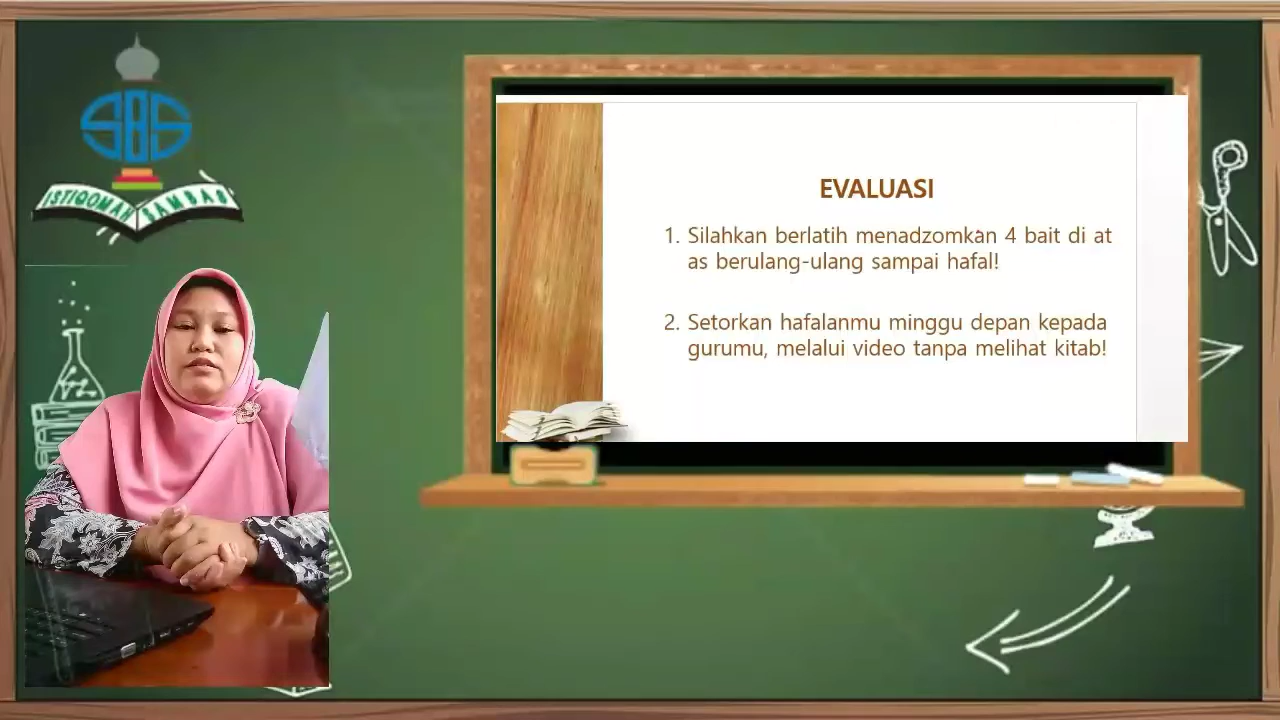 SBS
ISTIQOMAH SAMBAS
EVALUASI
1. Silahkan berlatih menadzomkan 4 bait di at
as berulang-ulang sampai hafal!
2. Setorkan hafalanmu minggu depan kepada
gurumu, melalui video tanpa melihat kitab!